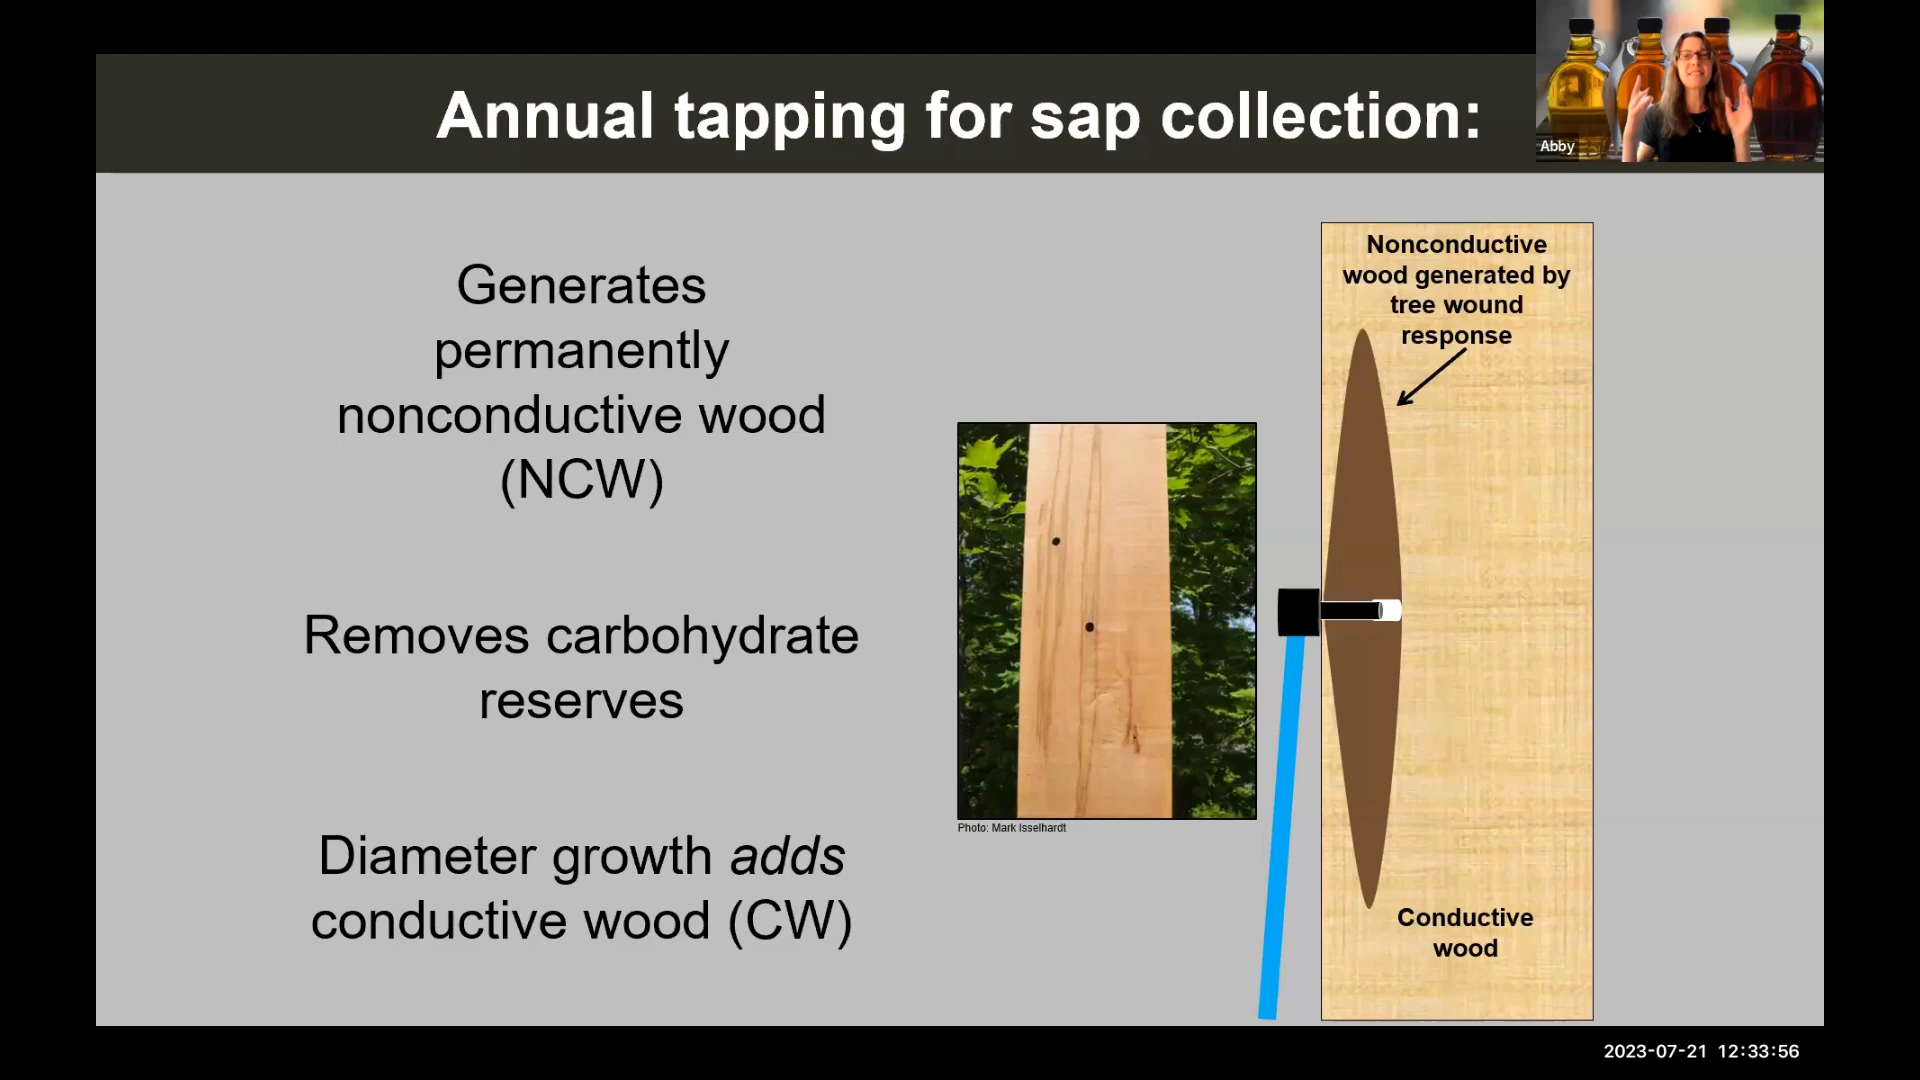 Annual tapping for sap collection:
Abby
Generates
permanently
nonconductive wood
(NCW)
Removes carbohydrate
reserves
Diameter growth adds
conductive wood (CW)
Photo: Mark Isselhardt
Nonconductive
wood generated by
tree wound
response
Conductive
wood
2023-07-21 12:33:56